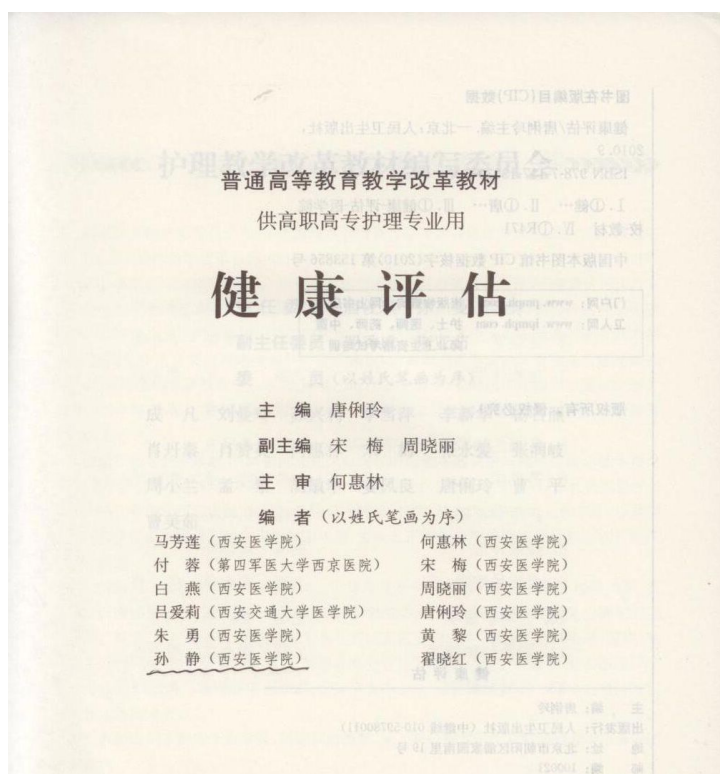 普通高等教育教学改革教材
供高职高专护理专业用
健康评估
主 编 唐俐玲
副主编 宋 梅 周晓丽
主 审 何惠林
编 者（以姓氏笔画为序）
马芳莲（西安医学院） 何惠林（西安医学院）
付 蓉（第四军医大学西京医院） 宋 梅（西安医学院）
白 燕（西安医学院） 周晓丽（西安医学院）
吕爱莉（西安交通大学医学院） 唐俐玲（西安医学院）
朱 勇（西安医学院） 黄 黎（西安医学院）
孙 静（西安医学院） 翟晓红（西安医学院）